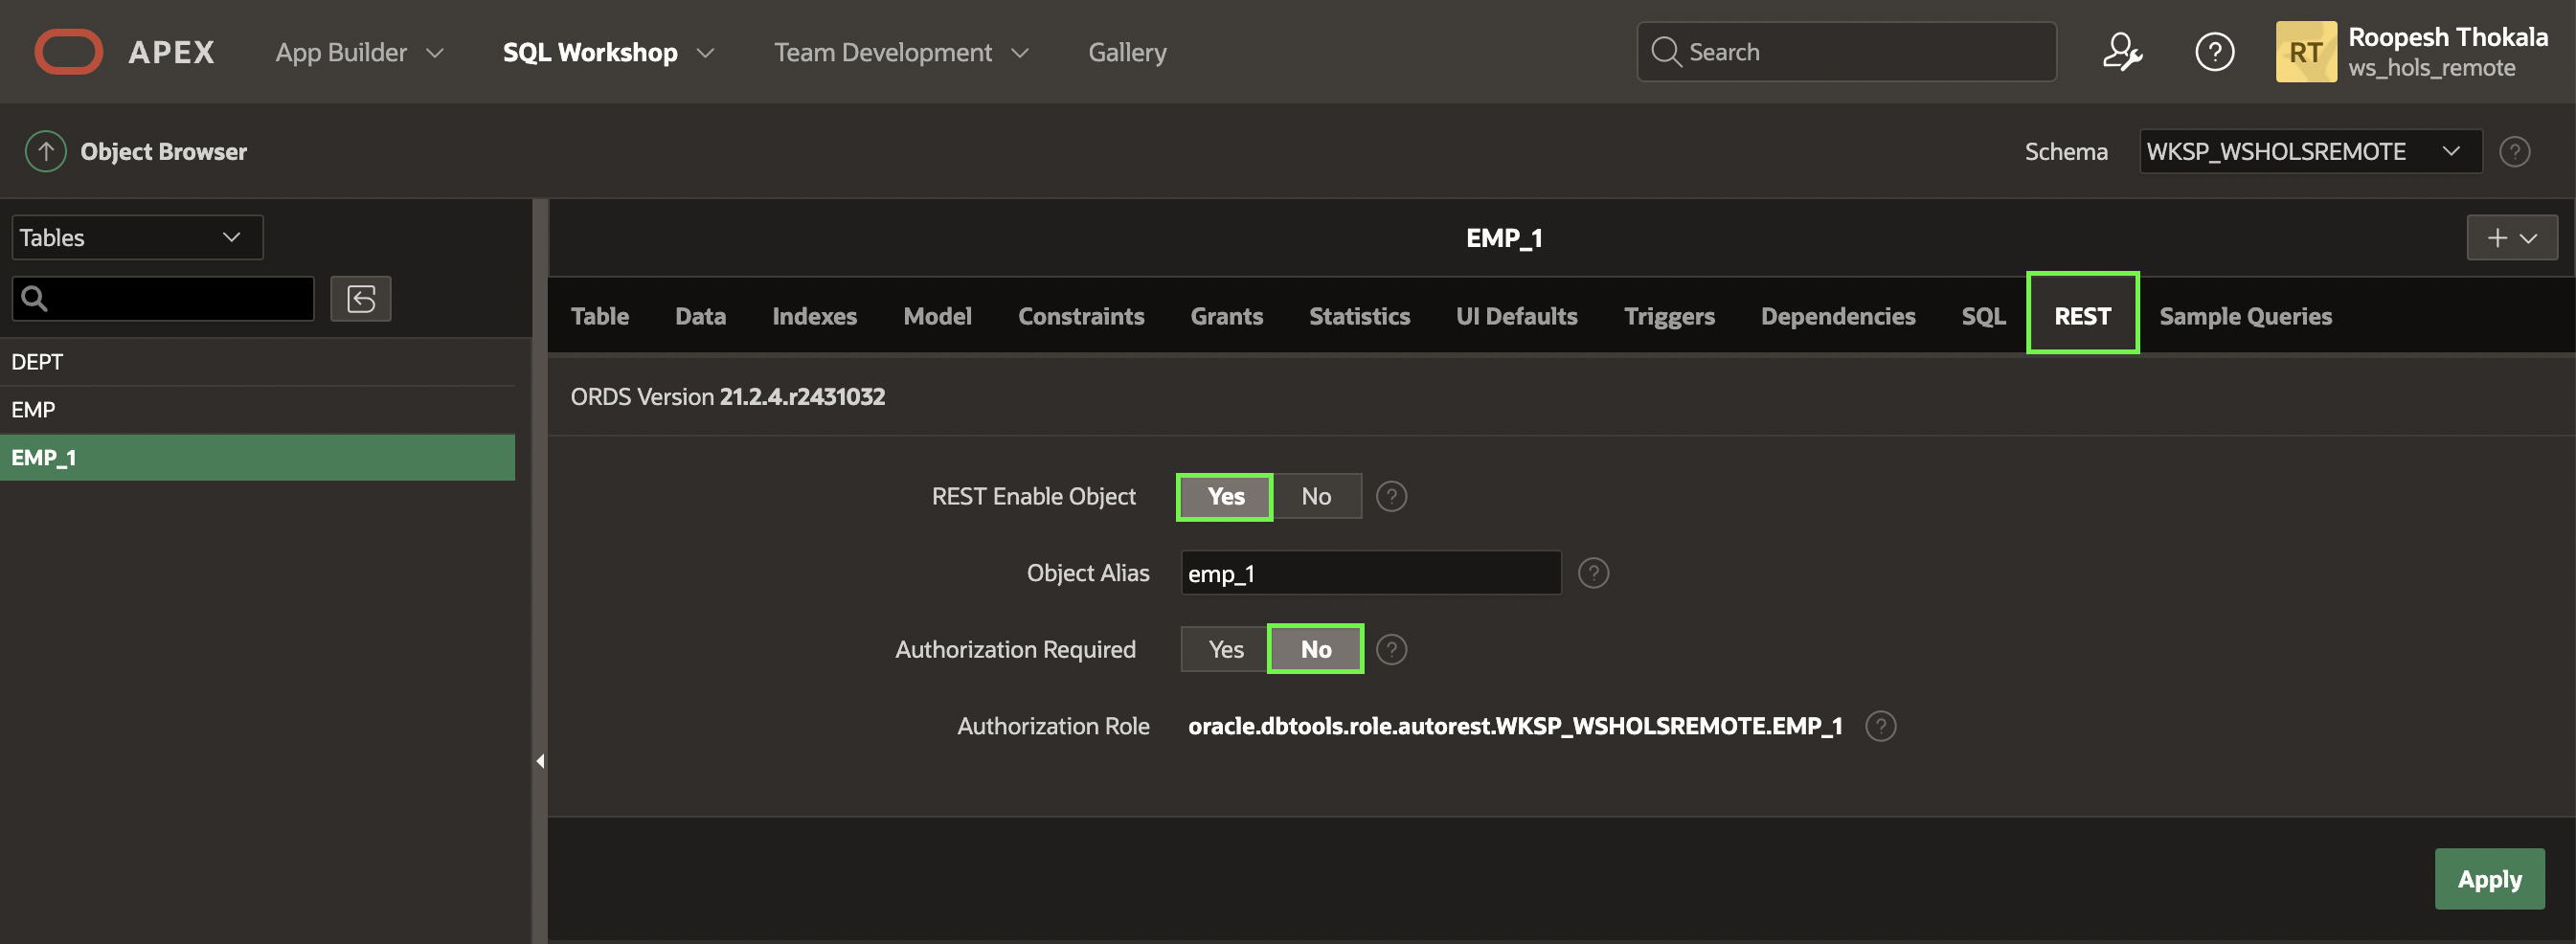 APEX App Builder SQL Workshop Team Development Gallery Search RT Roopesh Thokala
ws_hols_remote
Object Browser Schema WKSP_WSHOLSREMOTE
Tables EMP_1
Table Data Indexes Model Constraints Grants Statistics UI Defaults Triggers Dependencies SQL REST Sample Queries
DEPT
EMP
EMP_1
ORDS Version 21.2.4.r2431032
REST Enable Object Yes No
Object Alias emp_1
Authorization Required Yes No
Authorization Role oracle.dbtools.role.autorest.WKSP_WSHOLSREMOTE.EMP_1
Apply